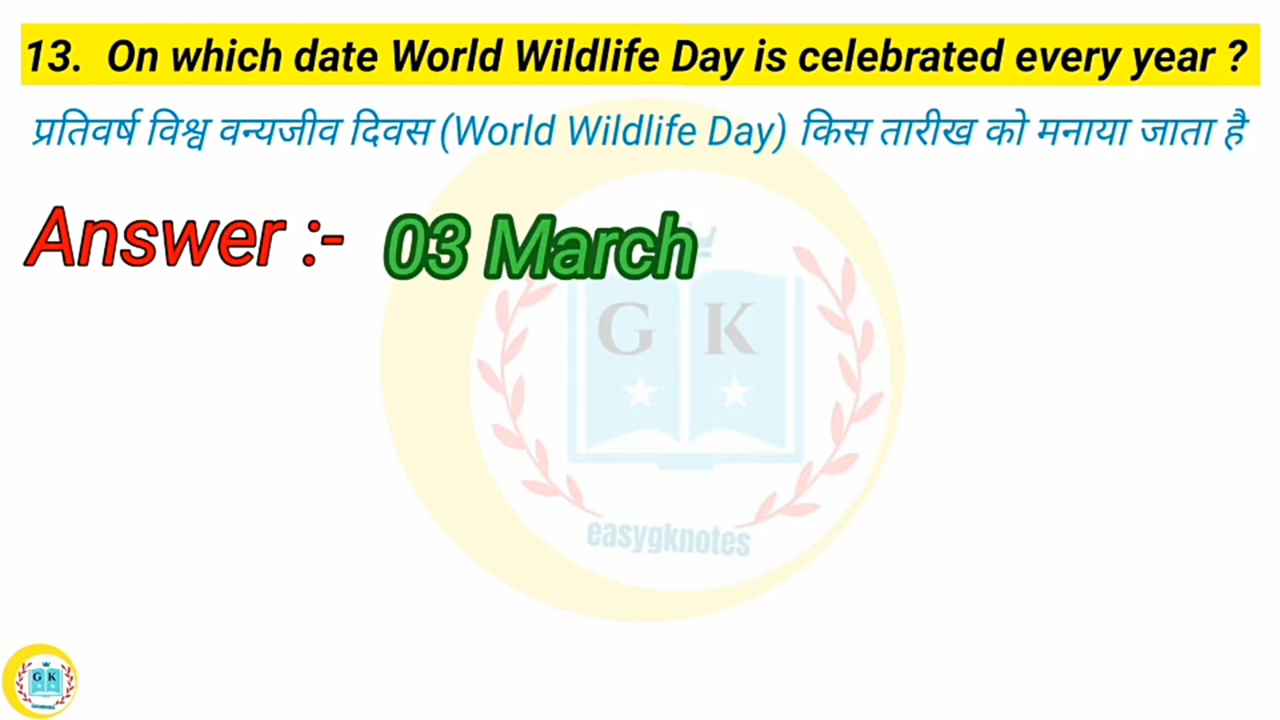 13. On which date World Wildlife Day is celebrated every year ?
प्रतिवर्ष विश्व वन्यजीव दिवस (World Wildlife Day) किस तारीख को मनाया जाता है
Answer :- 03 March
G K
easygknotes
G K